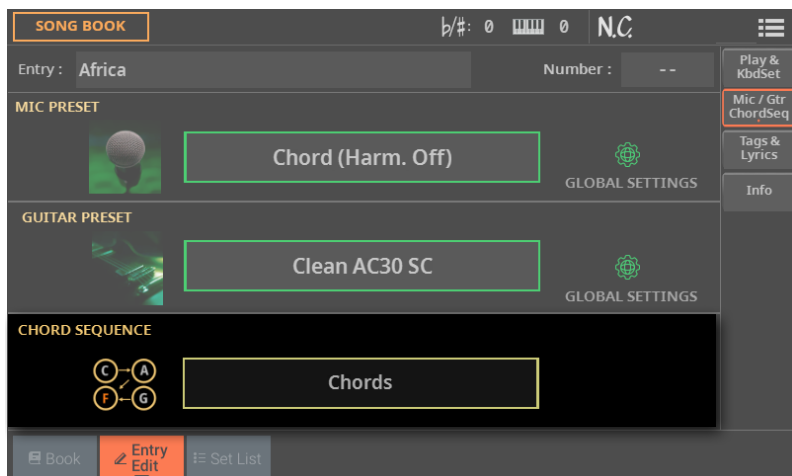 SONG BOOK
♭/#: 0 0 N.C.
Entry : Africa Number : --
Play & KbdSet
MIC PRESET
Mic / Gtr ChordSeq
Chord (Harm. Off)
Tags & Lyrics
GLOBAL SETTINGS
Info
GUITAR PRESET
Clean AC30 SC
GLOBAL SETTINGS
CHORD SEQUENCE
C A
F G
Chords
Book
Entry Edit
Set List